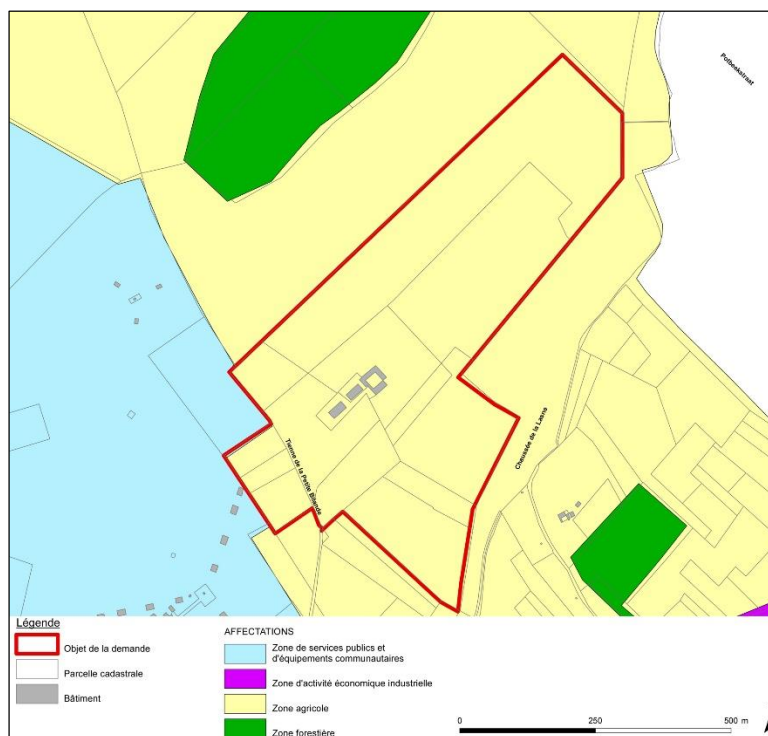 Potbeekstraat
Chaussée de la Lasne
Tienne de la Petite Bilande
Légende
Objet de la demande
Parcelle cadastrale
Bâtiment
AFFECTATIONS
Zone de services publics et
d'équipements communautaires
Zone d'activité économique industrielle
Zone agricole
Zone forestière
0 250 500 m